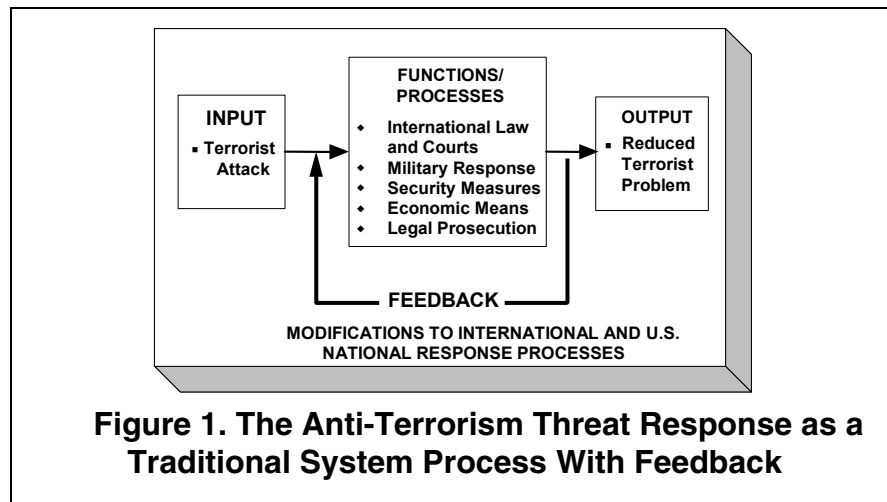 INPUT
▪ Terrorist
Attack
FUNCTIONS/
PROCESSES
◆ International Law
and Courts
◆ Military Response
◆ Security Measures
◆ Economic Means
◆ Legal Prosecution
OUTPUT
▪ Reduced
Terrorist
Problem
FEEDBACK
MODIFICATIONS TO INTERNATIONAL AND U.S.
NATIONAL RESPONSE PROCESSES
Figure 1. The Anti-Terrorism Threat Response as a
Traditional System Process With Feedback